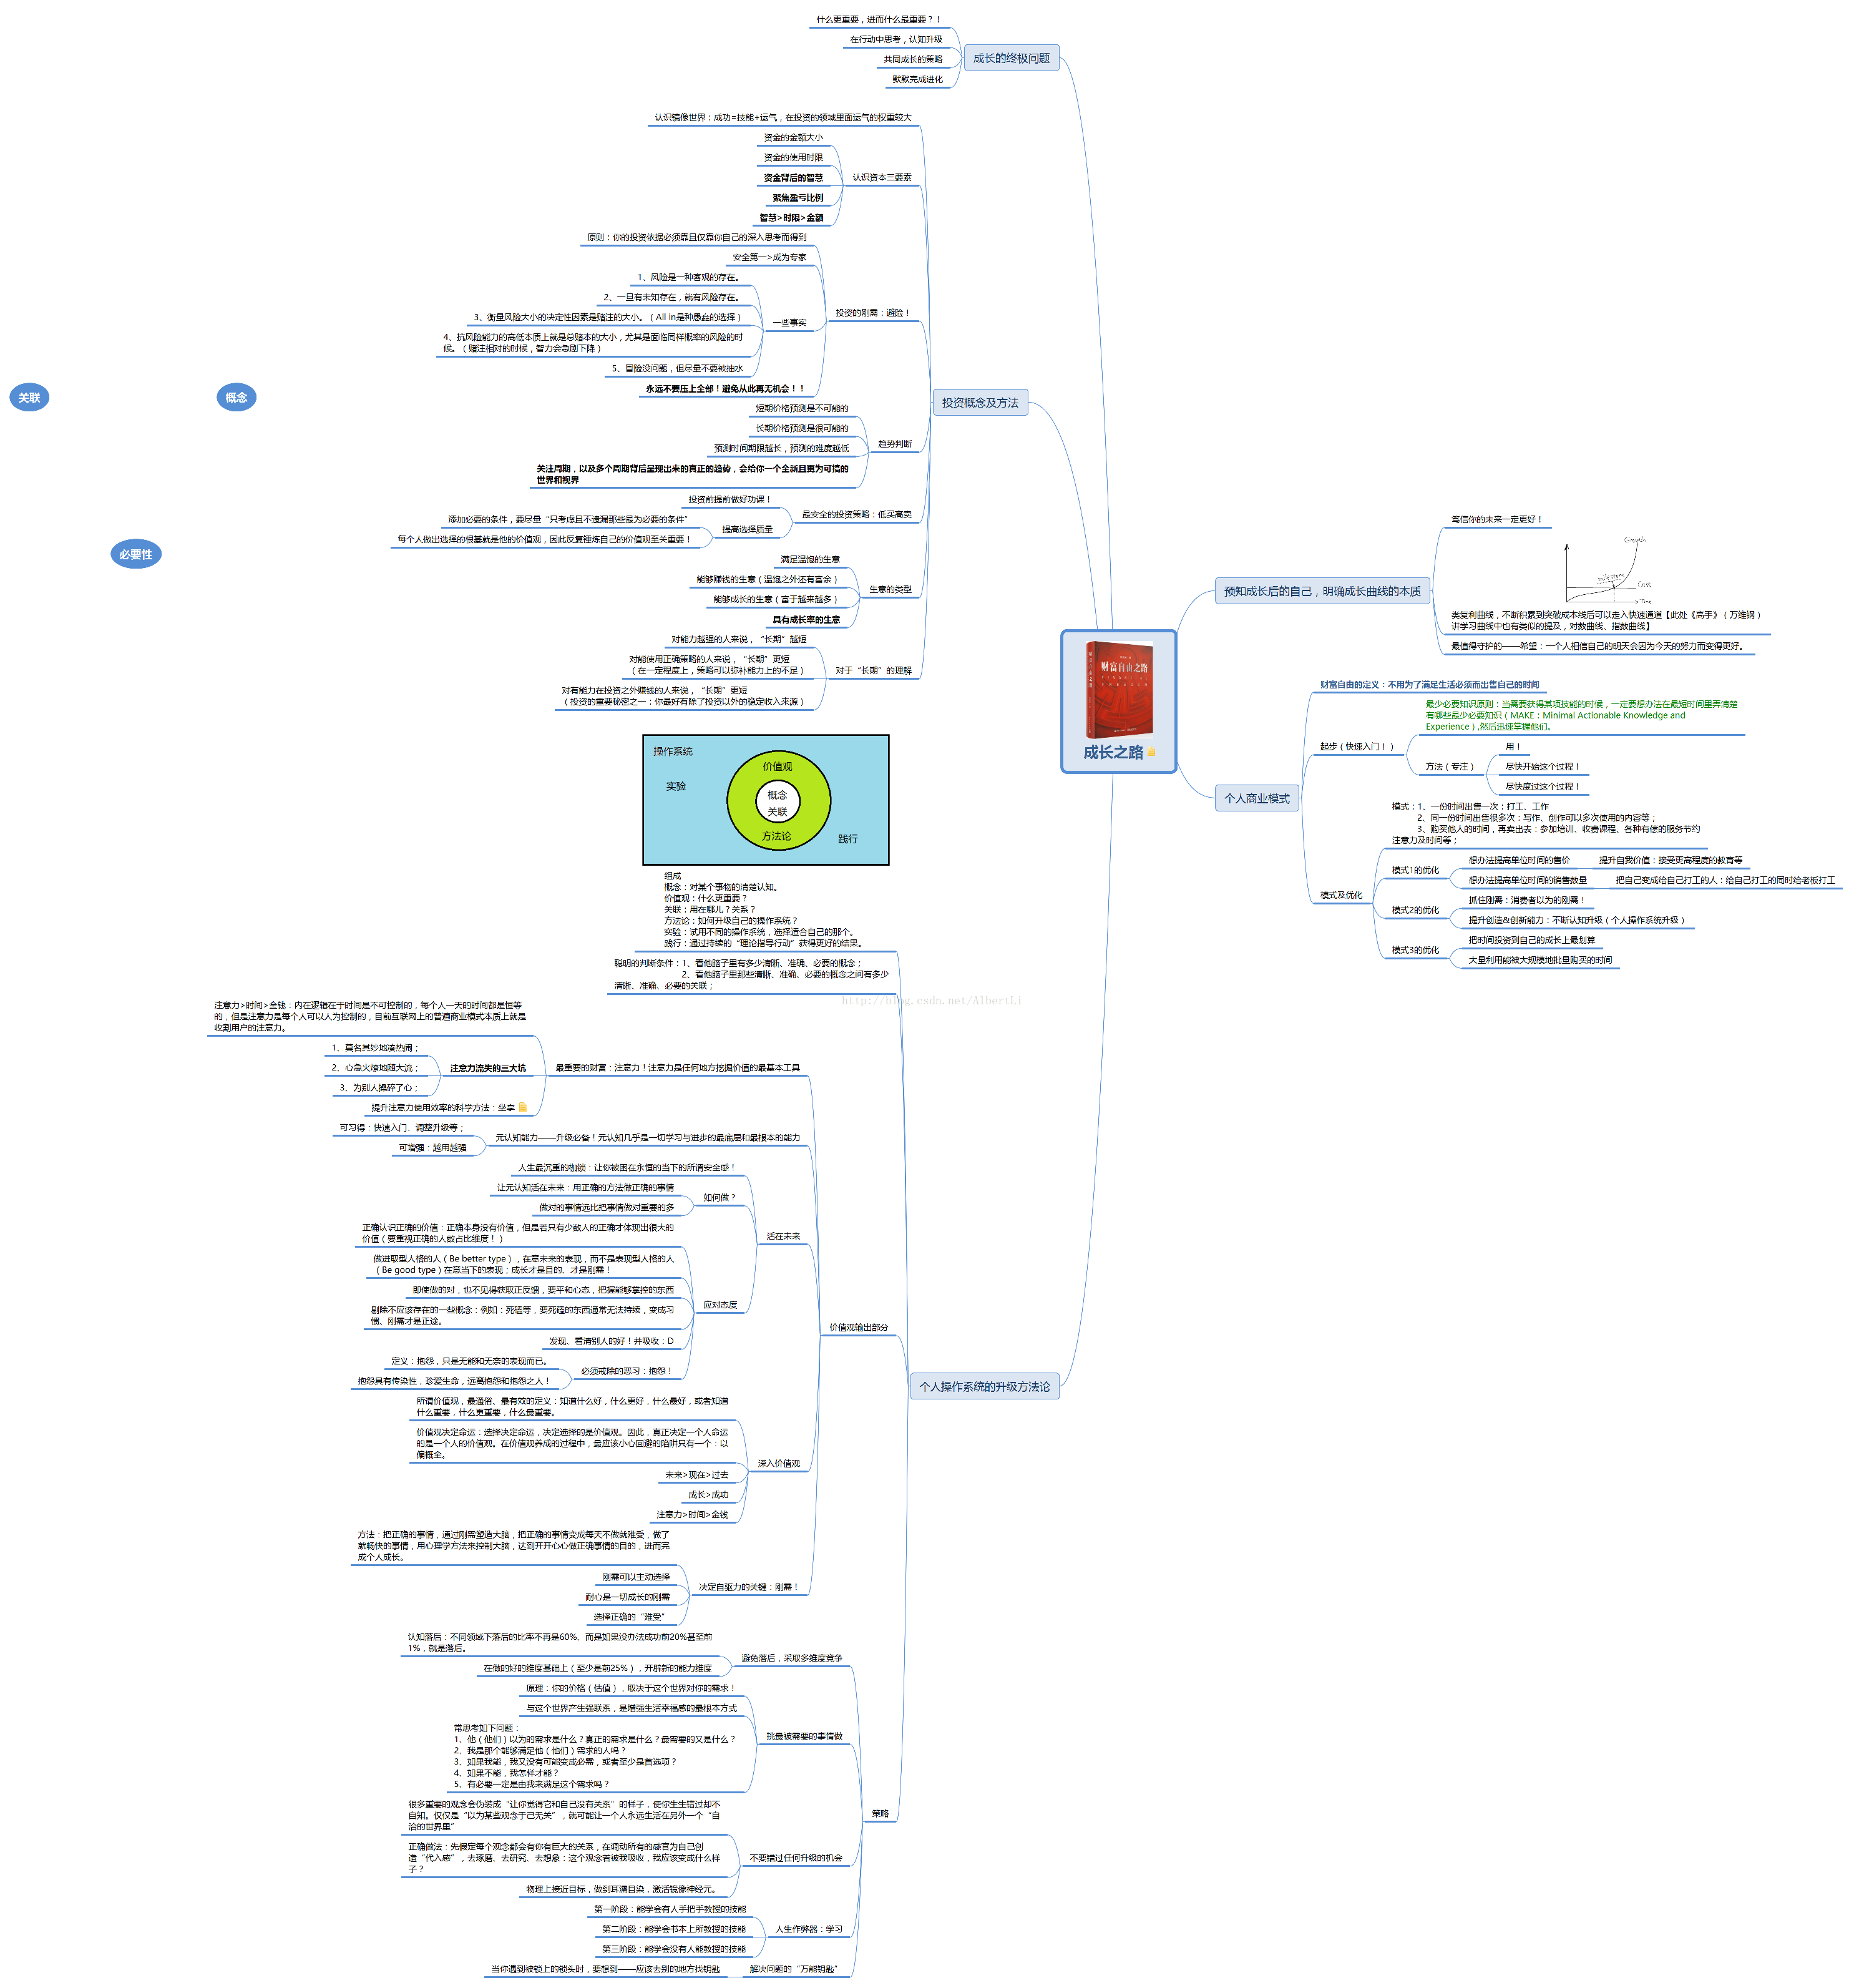 什么更重要，进而什么最重要？！
在行动中思考，认知升级
共同成长的策略
默默完成进化
成长的终极问题
认识镜像世界：成功=技能+运气，在投资的领域里面运气的权重较大
资金的金额大小
资金的使用时限
资金背后的智慧
聚焦盈亏比例
智慧>时限>金额
认识资本三要素
原则：你的投资依据必须靠且仅靠你自己的深入思考而得到
安全第一>成为专家
1、风险是一种客观的存在。
2、一旦有未知存在，就有风险存在。
3、衡量风险大小的决定性因素是赌注的大小。（All in是种愚蠢的选择）
4、抗风险能力的高低本质上就是总赌本的大小，尤其是面临同样概率的风险的时
候。（赌注相对的时候，智力会急剧下降）
5、冒险没问题，但尽量不要被抽水
一些事实
永远不要压上全部！避免从此再无机会！！
投资的刚需：避险！
短期价格预测是不可能的
长期价格预测是很可能的
预测时间期限越长，预测的难度越低
关注周期，以及多个周期背后呈现出来的真正的趋势，会给你一个全新且更为可搞的
世界和视界
趋势判断
投资前提前做好功课！
添加必要的条件，要尽量“只考虑且不遗漏那些最为必要的条件”
每个人做出选择的根基就是他的价值观，因此反复锤炼自己的价值观至关重要！
提高选择质量
最安全的投资策略：低买高卖
满足温饱的生意
能够赚钱的生意（温饱之外还有富余）
能够成长的生意（富于越来越多）
具有成长率的生意
生意的类型
对能力越强的人来说，“长期”越短
对能使用正确策略的人来说，“长期”更短
（在一定程度上，策略可以弥补能力上的不足）
对有能力在投资之外赚钱的人来说，“长期”更短
（投资的重要秘密之一：你最好有除了投资以外的稳定收入来源）
对于“长期”的理解
投资概念及方法
关联
概念
必要性
笃信你的未来一定更好！
Growth
Cost
Time
类复利曲线，不断积累到突破成本线后可以走入快速通道【此处《高手》（万维钢）
讲学习曲线中也有类似的提及，对数曲线、指数曲线】
最值得守护的——希望：一个人相信自己的明天会因为今天的努力而变得更好。
预知成长后的自己，明确成长曲线的本质
财富自由之路
成长之路
财富自由的定义：不用为了满足生活必须而出售自己的时间
最少必要知识原则：当需要获得某项技能的时候，一定要想办法在最短时间里弄清楚
有哪些最少必要知识（MAKE：Minimal Actionable Knowledge and
Experience）,然后迅速掌握他们。
起步（快速入门！）
方法（专注）
用！
尽快开始这个过程！
尽快度过这个过程！
个人商业模式
模式：1、一份时间出售一次：打工、工作
2、同一份时间出售很多次：写作、创作可以多次使用的内容等；
3、购买他人的时间，再卖出去：参加培训、收费课程、各种有偿的服务节约
注意力及时间等；
模式及优化
模式1的优化
想办法提高单位时间的售价
提升自我价值：接受更高程度的教育等
想办法提高单位时间的销售数量
把自己变成给自己打工的人：给自己打工的同时给老板打工
模式2的优化
抓住刚需：消费者以为的刚需！
提升创造&创新能力：不断认知升级（个人操作系统升级）
模式3的优化
把时间投资到自己的成长上最划算
大量利用能被大规模地批量购买的时间
操作系统
实验
价值观
概念
关联
方法论
践行
组成
概念：对某个事物的清楚认知。
价值观：什么更重要？
关联：用在哪儿？关系？
方法论：如何升级自己的操作系统？
实验：试用不同的操作系统，选择适合自己的那个。
践行：通过持续的“理论指导行动”获得更好的结果。
聪明的判断条件：1、看他脑子里有多少清晰、准确、必要的概念；
2、看他脑子里那些清晰、准确、必要的概念之间有多少
清晰、准确、必要的关联；
http://blog.csdn.net/AlbertLi
注意力>时间>金钱：内在逻辑在于时间是不可控制的，每个人一天的时间都是恒等
的，但是注意力是每个人可以人为控制的，目前互联网上的普遍商业模式本质上就是
收割用户的注意力。
1、莫名其妙地凑热闹；
2、心急火燎地随大流；
3、为别人操碎了心；
注意力流失的三大坑
提升注意力使用效率的科学方法：坐享
最重要的财富：注意力！注意力是任何地方挖掘价值的最基本工具
可习得：快速入门、调整升级等；
可增强：越用越强
元认知能力——升级必备！元认知几乎是一切学习与进步的最底层和最根本的能力
人生最沉重的枷锁：让你被困在永恒的当下的所谓安全感！
让元认知活在未来：用正确的方法做正确的事情
做对的事情远比把事情做对重要的多
如何做？
正确认识正确的价值：正确本身没有价值，但是若只有少数人的正确才体现出很大的
价值（要重视正确的人数占比维度！）
做进取型人格的人（Be better type），在意未来的表现，而不是表现型人格的人
（Be good type）在意当下的表现；成长才是目的、才是刚需！
即使做的对，也不见得获取正反馈，要平和心态，把握能够掌控的东西
剔除不应该存在的一些概念：例如：死磕等，要死磕的东西通常无法持续，变成习
惯、刚需才是正途。
发现、看清别人的好！并吸收：D
定义：抱怨，只是无能和无奈的表现而已。
抱怨具有传染性，珍爱生命，远离抱怨和抱怨之人！
必须戒除的恶习：抱怨！
应对态度
活在未来
价值观输出部分
所谓价值观，最通俗、最有效的定义：知道什么好，什么更好，什么最好，或者知道
什么重要，什么更重要，什么最重要。
价值观决定命运：选择决定命运，决定选择的是价值观。因此，真正决定一个人命运
的是一个人的价值观。在价值观养成的过程中，最应该小心回避的陷阱只有一个：以
偏概全。
未来>现在>过去
成长>成功
注意力>时间>金钱
深入价值观
个人操作系统的升级方法论
方法：把正确的事情，通过刚需塑造大脑，把正确的事情变成每天不做就难受，做了
就畅快的事情，用心理学方法来控制大脑，达到开开心心做正确事情的目的，进而完
成个人成长。
刚需可以主动选择
耐心是一切成长的刚需
选择正确的“难受”
决定自驱力的关键：刚需！
认知落后：不同领域下落后的比率不再是60%、而是如果没办法成功前20%甚至前
1%，就是落后。
在做的好的维度基础上（至少是前25%），开辟新的能力维度
避免落后，采取多维度竞争
原理：你的价格（估值），取决于这个世界对你的需求！
与这个世界产生强联系，是增强生活幸福感的最根本方式
常思考如下问题：
1、他（他们）以为的需求是什么？真正的需求是什么？最需要的又是什么？
2、我是那个能够满足他（他们）需求的人吗？
3、如果我能，我又没有可能变成必需，或者至少是首选项？
4、如果不能，我怎样才能？
5、有必要一定是由我来满足这个需求吗？
挑最被需要的事情做
很多重要的观念会伪装成“让你觉得它和自己没有关系”的样子，使你生生错过却不
自知。仅仅是“以为某些观念于己无关”，就可能让一个人永远生活在另外一个“自
洽的世界里”
正确做法：先假定每个观念都会有你有巨大的关系，在调动所有的感官为自己创
造“代入感”，去琢磨、去研究、去想象：这个观念若被我吸收，我应该变成什么样
子？
物理上接近目标，做到耳濡目染，激活镜像神经元。
不要错过任何升级的机会
策略
第一阶段：能学会有人手把手教授的技能
第二阶段：能学会书本上所教授的技能
第三阶段：能学会没有人能教授的技能
人生作弊器：学习
当你遇到被锁上的锁头时，要想到——应该去别的地方找钥匙
解决问题的“万能钥匙”